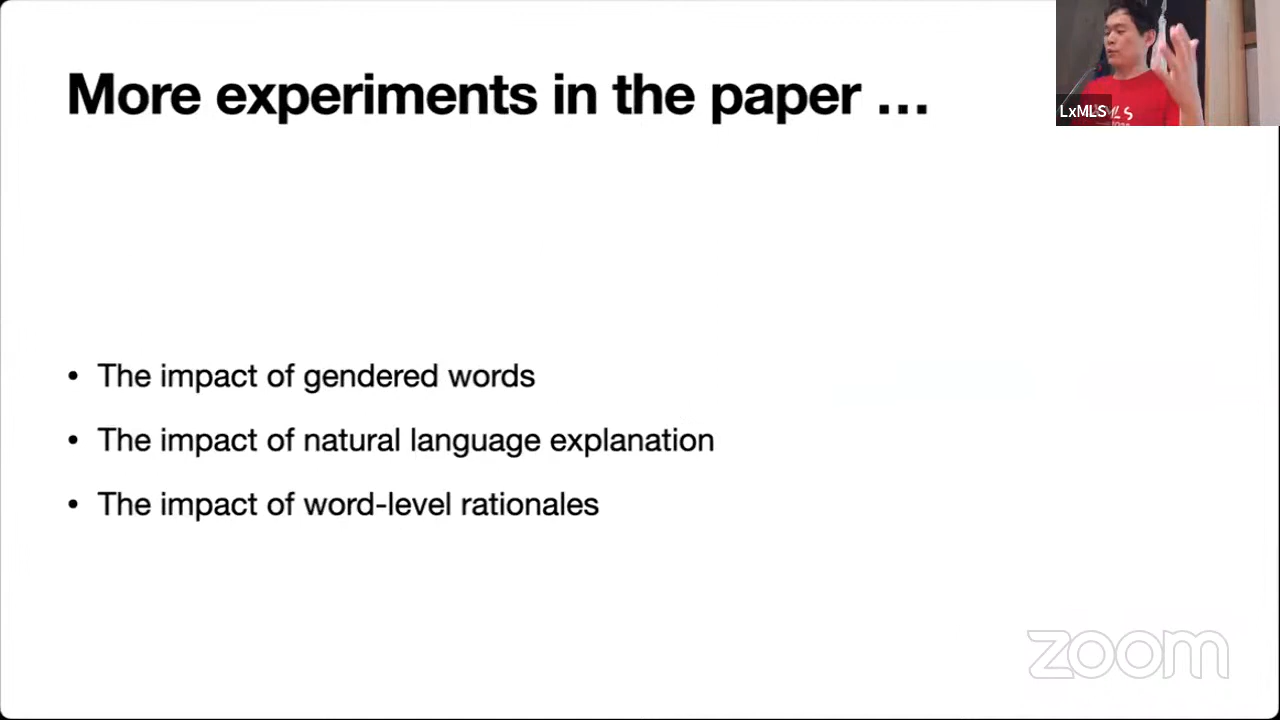 More experiments in the paper …
LxMLS
• The impact of gendered words
• The impact of natural language explanation
• The impact of word-level rationales
zoom